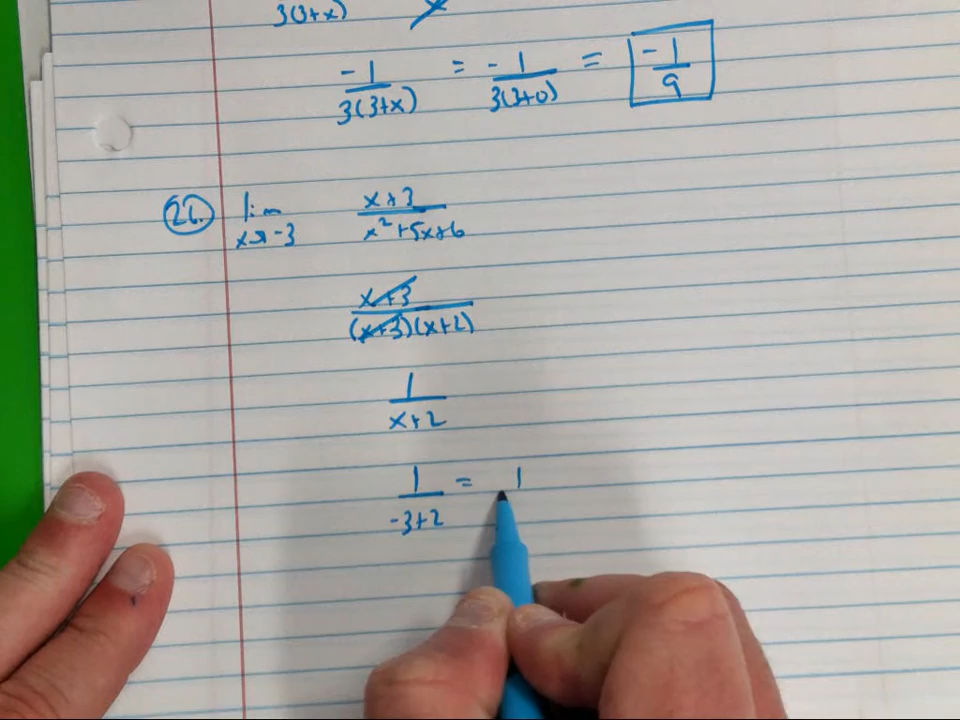 3(3+x)
-1/3(3+x) = -1/3(3+0) = -1/9
26. lim x→-3 x+3/x²+5x+6
x+3/(x+3)(x+2)
1/x+2
1/-3+2 = 1